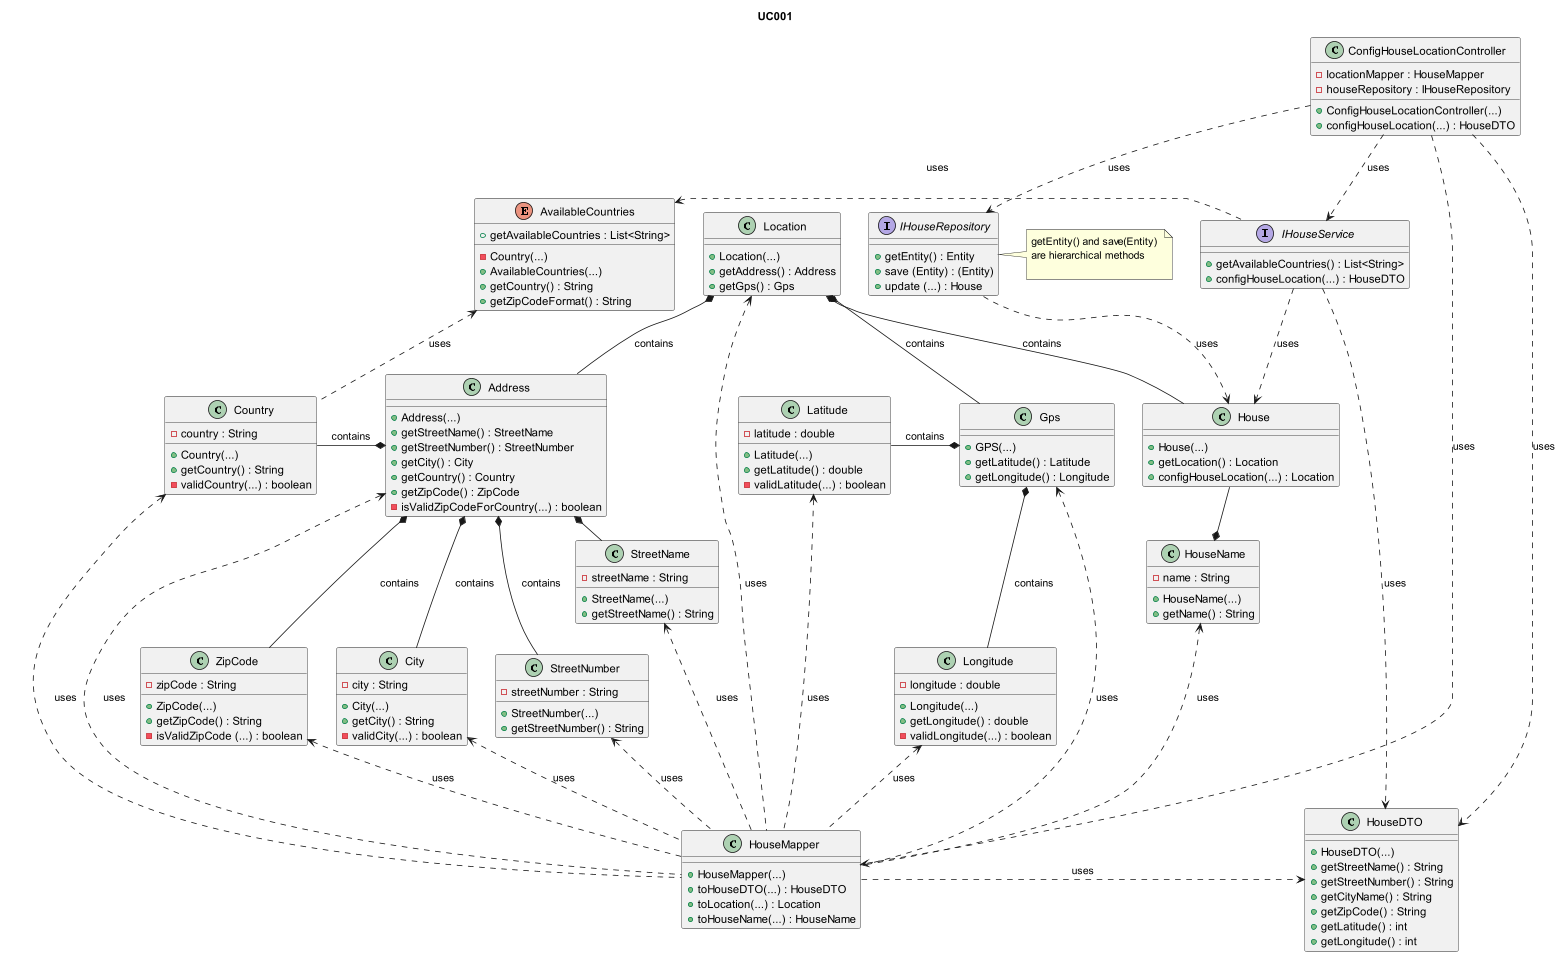 UC001
C ConfigHouseLocationController
locationMapper : HouseMapper
houseRepository : IHouseRepository
ConfigHouseLocationController(...)
configHouseLocation(...) : HouseDTO
uses
uses
uses
E AvailableCountries
getAvailableCountries : List<String>
Country(...)
AvailableCountries(...)
getCountry() : String
getZipCodeFormat() : String
C Location
Location(...)
getAddress() : Address
getGps() : Gps
I IHouseRepository
getEntity() : Entity
save (Entity) : (Entity)
update (...) : House
getEntity() and save(Entity)
are hierarchical methods
I IHouseService
getAvailableCountries() : List<String>
configHouseLocation(...) : HouseDTO
uses
contains
contains
uses
uses
C Country
country : String
Country(...)
getCountry() : String
validCountry(...) : boolean
contains
C Address
Address(...)
getStreetName() : StreetName
getStreetNumber() : StreetNumber
getCity() : City
getCountry() : Country
getZipCode() : ZipCode
isValidZipCodeForCountry(...) : boolean
C Latitude
latitude : double
Latitude(...)
getLatitude() : double
validLatitude(...) : boolean
contains
C Gps
GPS(...)
getLatitude() : Latitude
getLongitude() : Longitude
C House
House(...)
getLocation() : Location
configHouseLocation(...) : Location
uses
uses
C StreetName
streetName : String
StreetName(...)
getStreetName() : String
C HouseName
name : String
HouseName(...)
getName() : String
contains
contains
contains
uses
contains
uses
C ZipCode
zipCode : String
ZipCode(...)
getZipCode() : String
isValidZipCode (...) : boolean
C City
city : String
City(...)
getCity() : String
validCity(...) : boolean
C StreetNumber
streetNumber : String
StreetNumber(...)
getStreetNumber() : String
C Longitude
longitude : double
Longitude(...)
getLongitude() : double
validLongitude(...) : boolean
uses
uses
uses
uses
uses
uses
uses
uses
uses
uses
C HouseMapper
HouseMapper(...)
toHouseDTO(...) : HouseDTO
toLocation(...) : Location
toHouseName(...) : HouseName
uses
C HouseDTO
HouseDTO(...)
getStreetName() : String
getStreetNumber() : String
getCityName() : String
getZipCode() : String
getLatitude() : int
getLongitude() : int